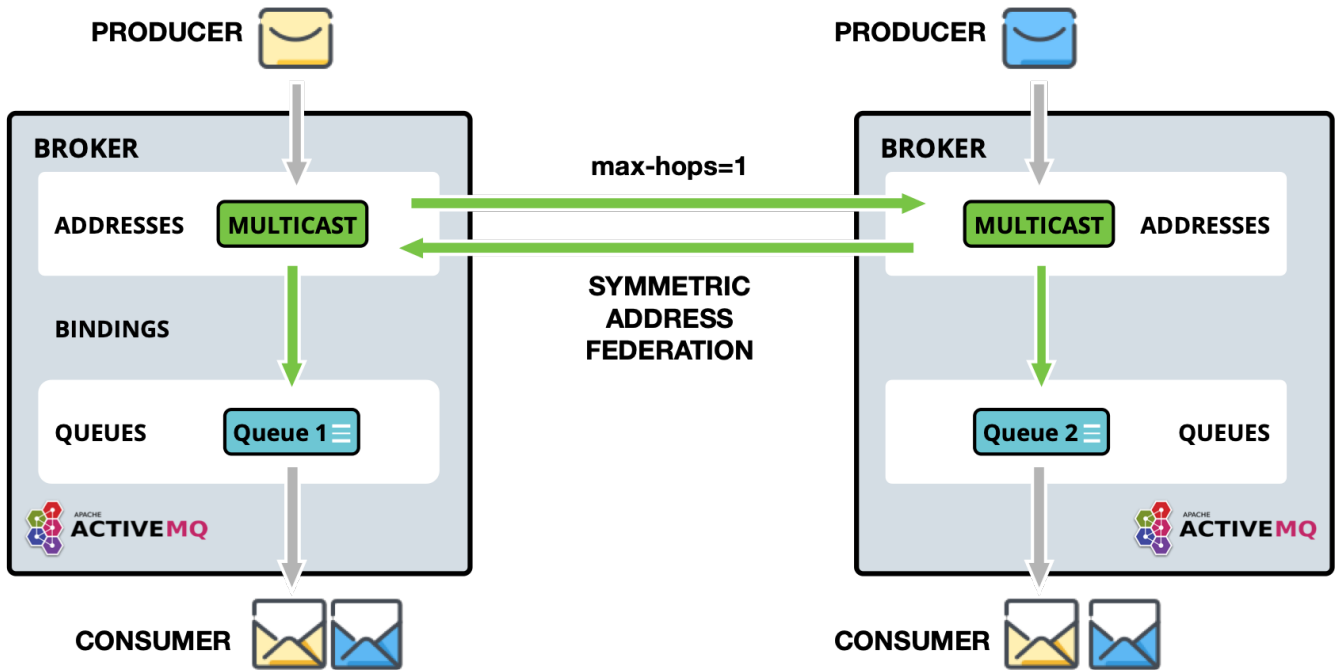 PRODUCER
PRODUCER
BROKER
BROKER
max-hops=1
ADDRESSES
MULTICAST
MULTICAST
ADDRESSES
SYMMETRIC
ADDRESS
FEDERATION
BINDINGS
QUEUES
Queue 1
Queue 2
QUEUES
APACHE
ACTIVEMQ
APACHE
ACTIVEMQ
CONSUMER
CONSUMER